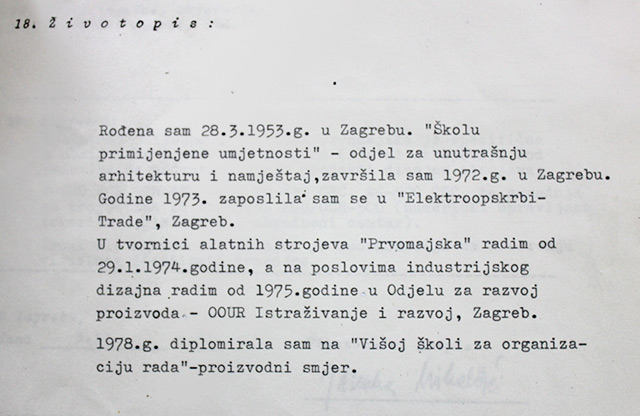 18. Ž i v o t o p i s :
Rođena sam 28.3.1953.g. u Zagrebu. "Školu
primijenjene umjetnosti" - odjel za unutrašnju
arhitekturu i namještaj,završila sam 1972.g. u Zagrebu.
Godine 1973. zaposlila sam se u "Elektroopskrbi-
Trade", Zagreb.
U tvornici alatnih strojeva "Prvomajska" radim od
29.1.1974.godine, a na poslovima industrijskog
dizajna radim od 1975.godine u Odjelu za razvoj
proizvoda - OOUR Istraživanje i razvoj, Zagreb.
1978.g. diplomirala sam na "Višoj školi za organiza-
ciju rada"-proizvodni smjer.